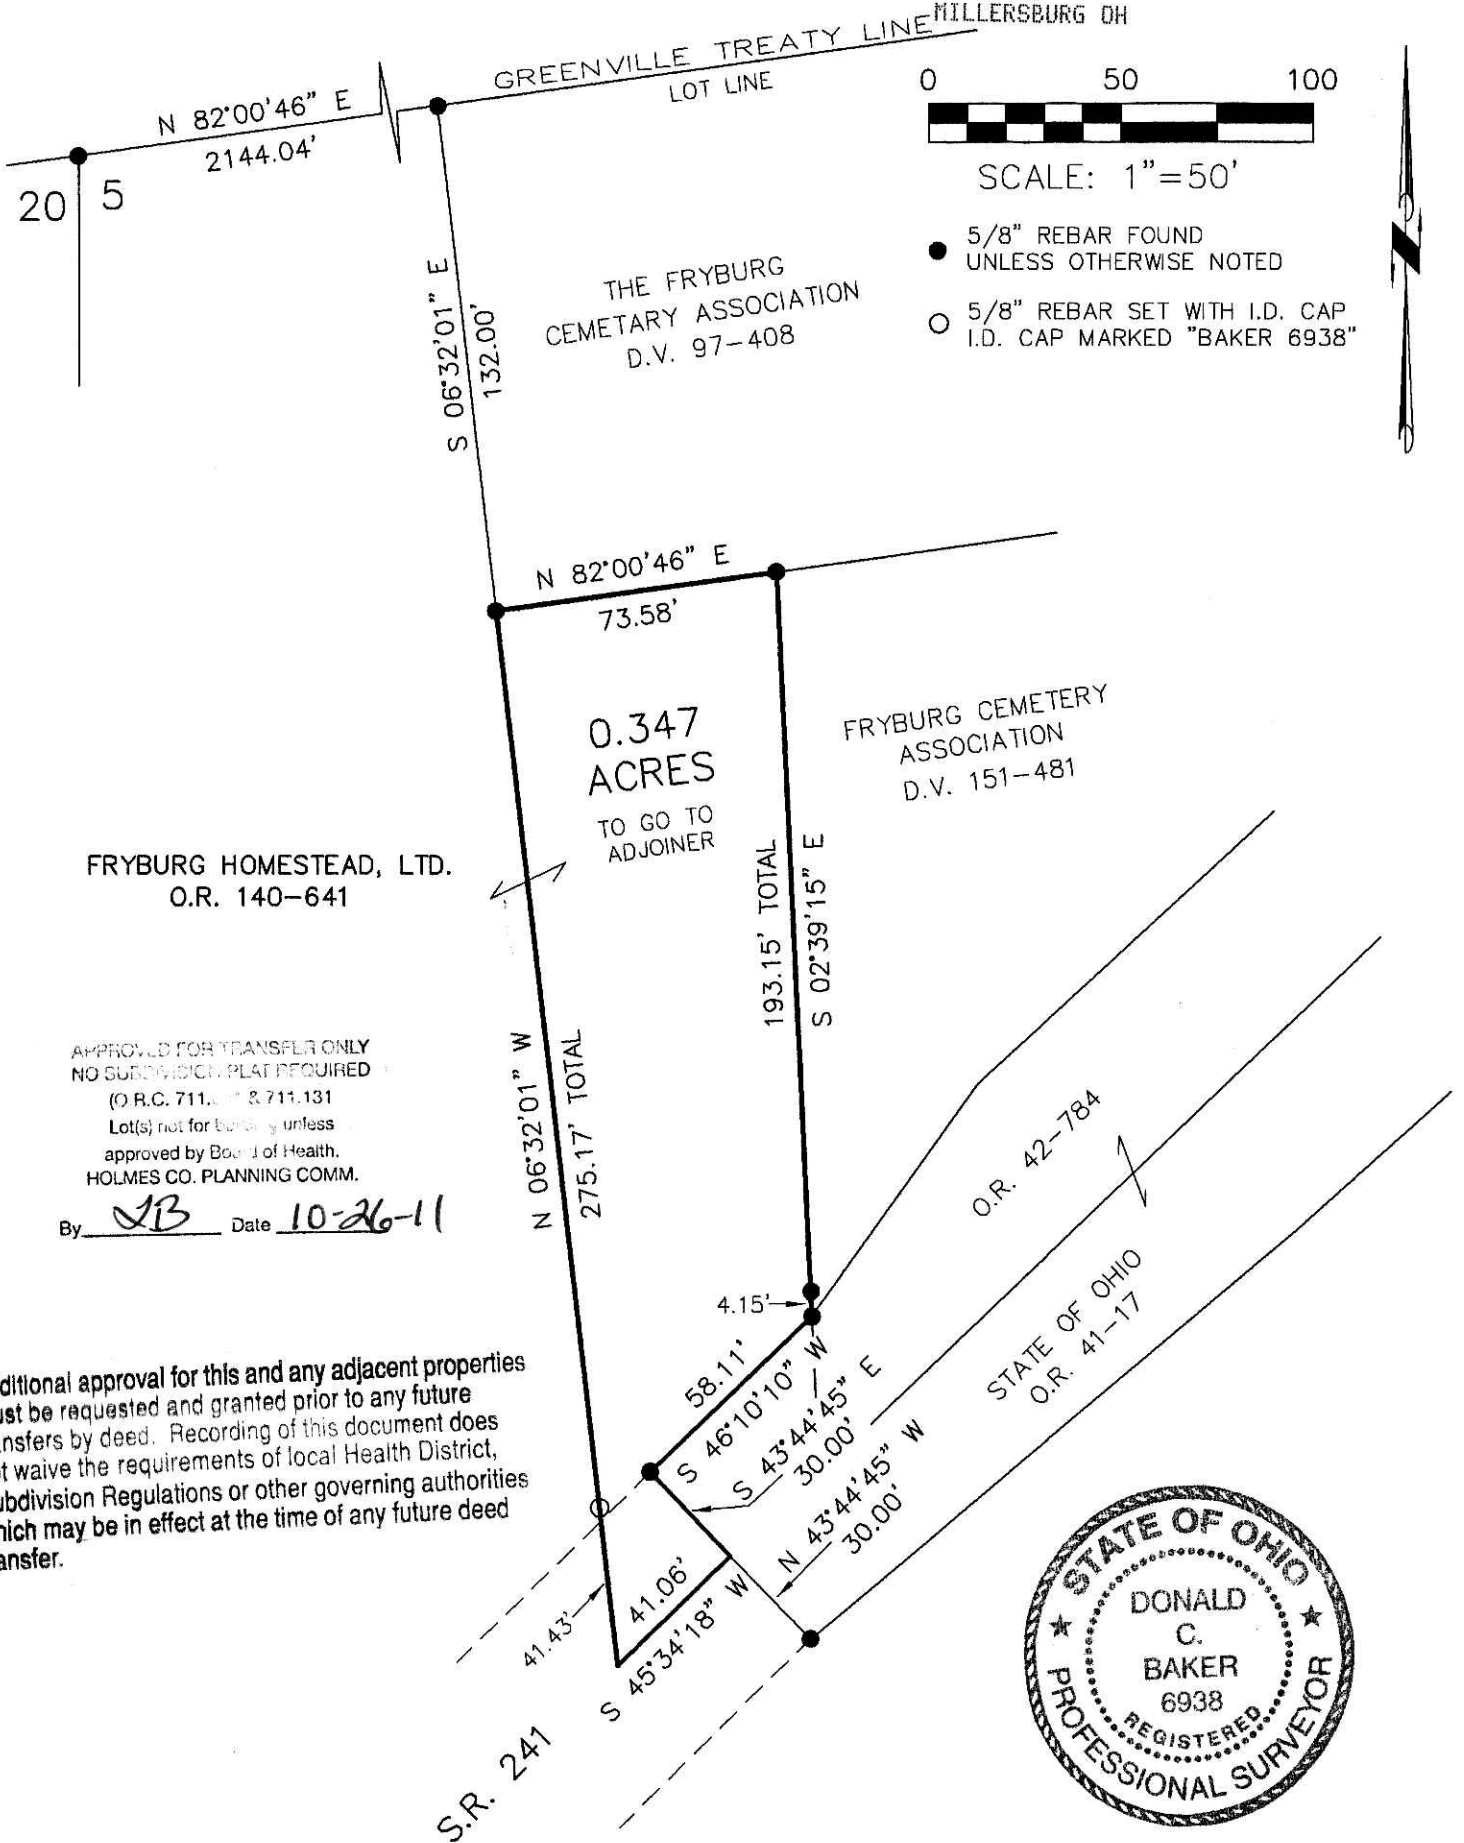 MILLERSBURG OH
GREENVILLE TREATY LINE
LOT LINE
N 82°00'46" E
2144.04'
20 5
0 50 100
SCALE: 1"=50'
5/8" REBAR FOUND
UNLESS OTHERWISE NOTED
5/8" REBAR SET WITH I.D. CAP
I.D. CAP MARKED "BAKER 6938"
S 06°32'01" E
132.00'
THE FRYBURG
CEMETARY ASSOCIATION
D.V. 97-408
N 82°00'46" E
73.58'
0.347
ACRES
TO GO TO
ADJOINER
FRYBURG CEMETERY
ASSOCIATION
D.V. 151-481
193.15' TOTAL
S 02°39'15" E
FRYBURG HOMESTEAD, LTD.
O.R. 140-641
N 06°32'01" W
275.17' TOTAL
APPROVED FOR TRANSFER ONLY
NO SUBDIVISION PLAT REQUIRED
(O.R.C. 711. & 711.131
Lot(s) not for unless
approved by Board of Health.
HOLMES CO. PLANNING COMM.
By Date 10-26-11
O.R. 42-784
STATE OF OHIO
O.R. 41-17
4.15'
58.11'
S 46°10'10" W
S 43°44'45" E
30.00'
N 43°44'45" W
30.00'
41.06'
S 45°34'18" W
41.43'
S.R. 241
ditional approval for this and any adjacent properties
ust be requested and granted prior to any future
nsfers by deed. Recording of this document does
t waive the requirements of local Health District,
ubdivision Regulations or other governing authorities
hich may be in effect at the time of any future deed
ansfer.
STATE OF OHIO
DONALD
C.
BAKER
6938
REGISTERED
PROFESSIONAL SURVEYOR